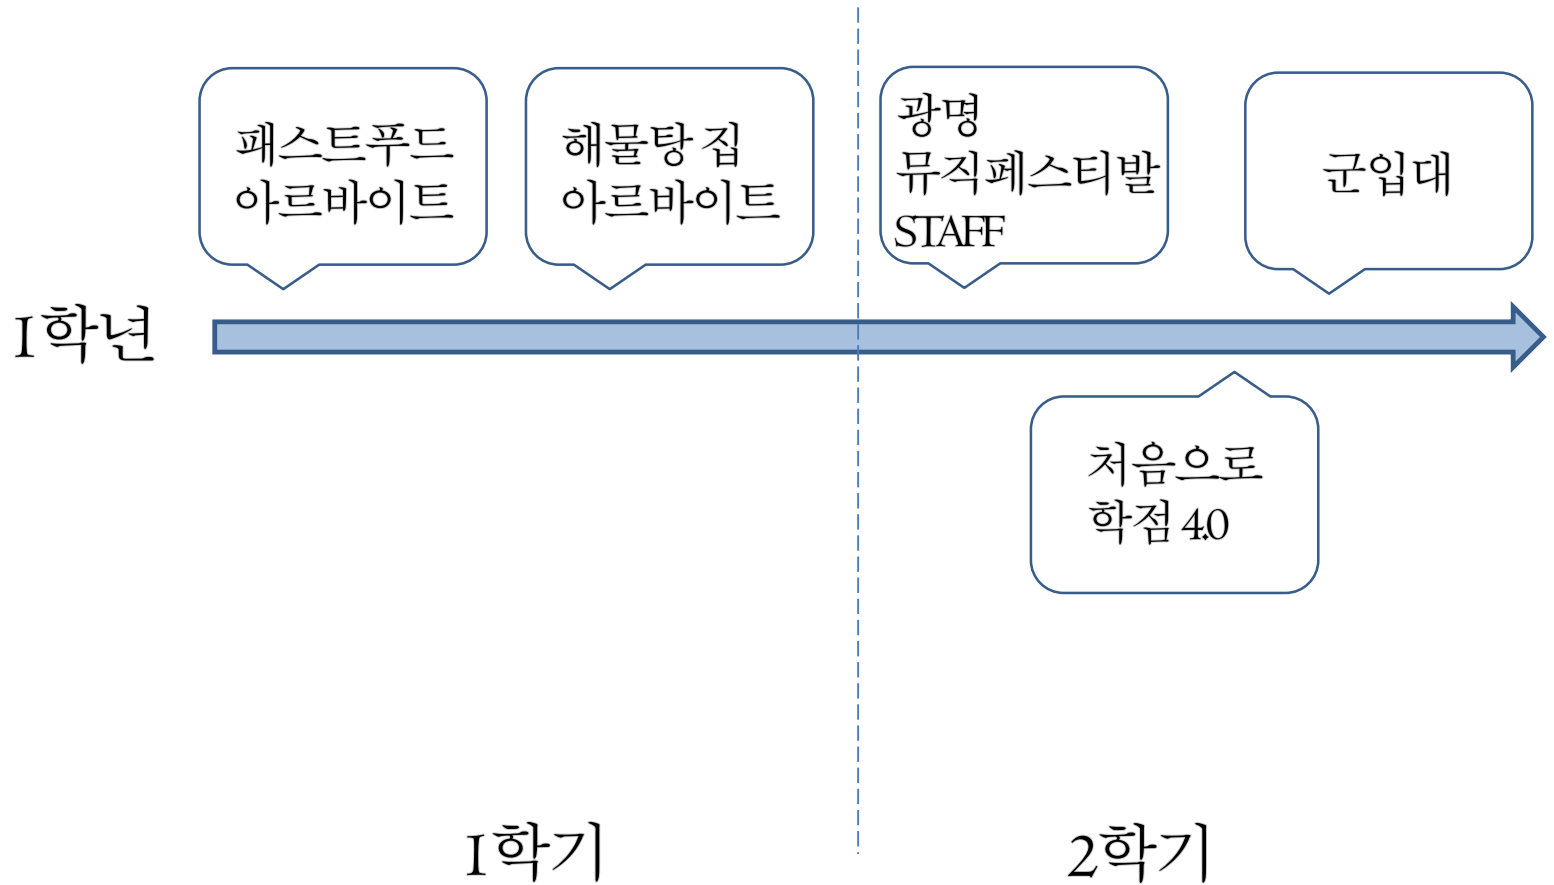 패스트푸드
아르바이트
해물탕 집
아르바이트
광명
뮤직페스티발
STAFF
군입대
1학년
처음으로
학점 4.0
1학기
2학기